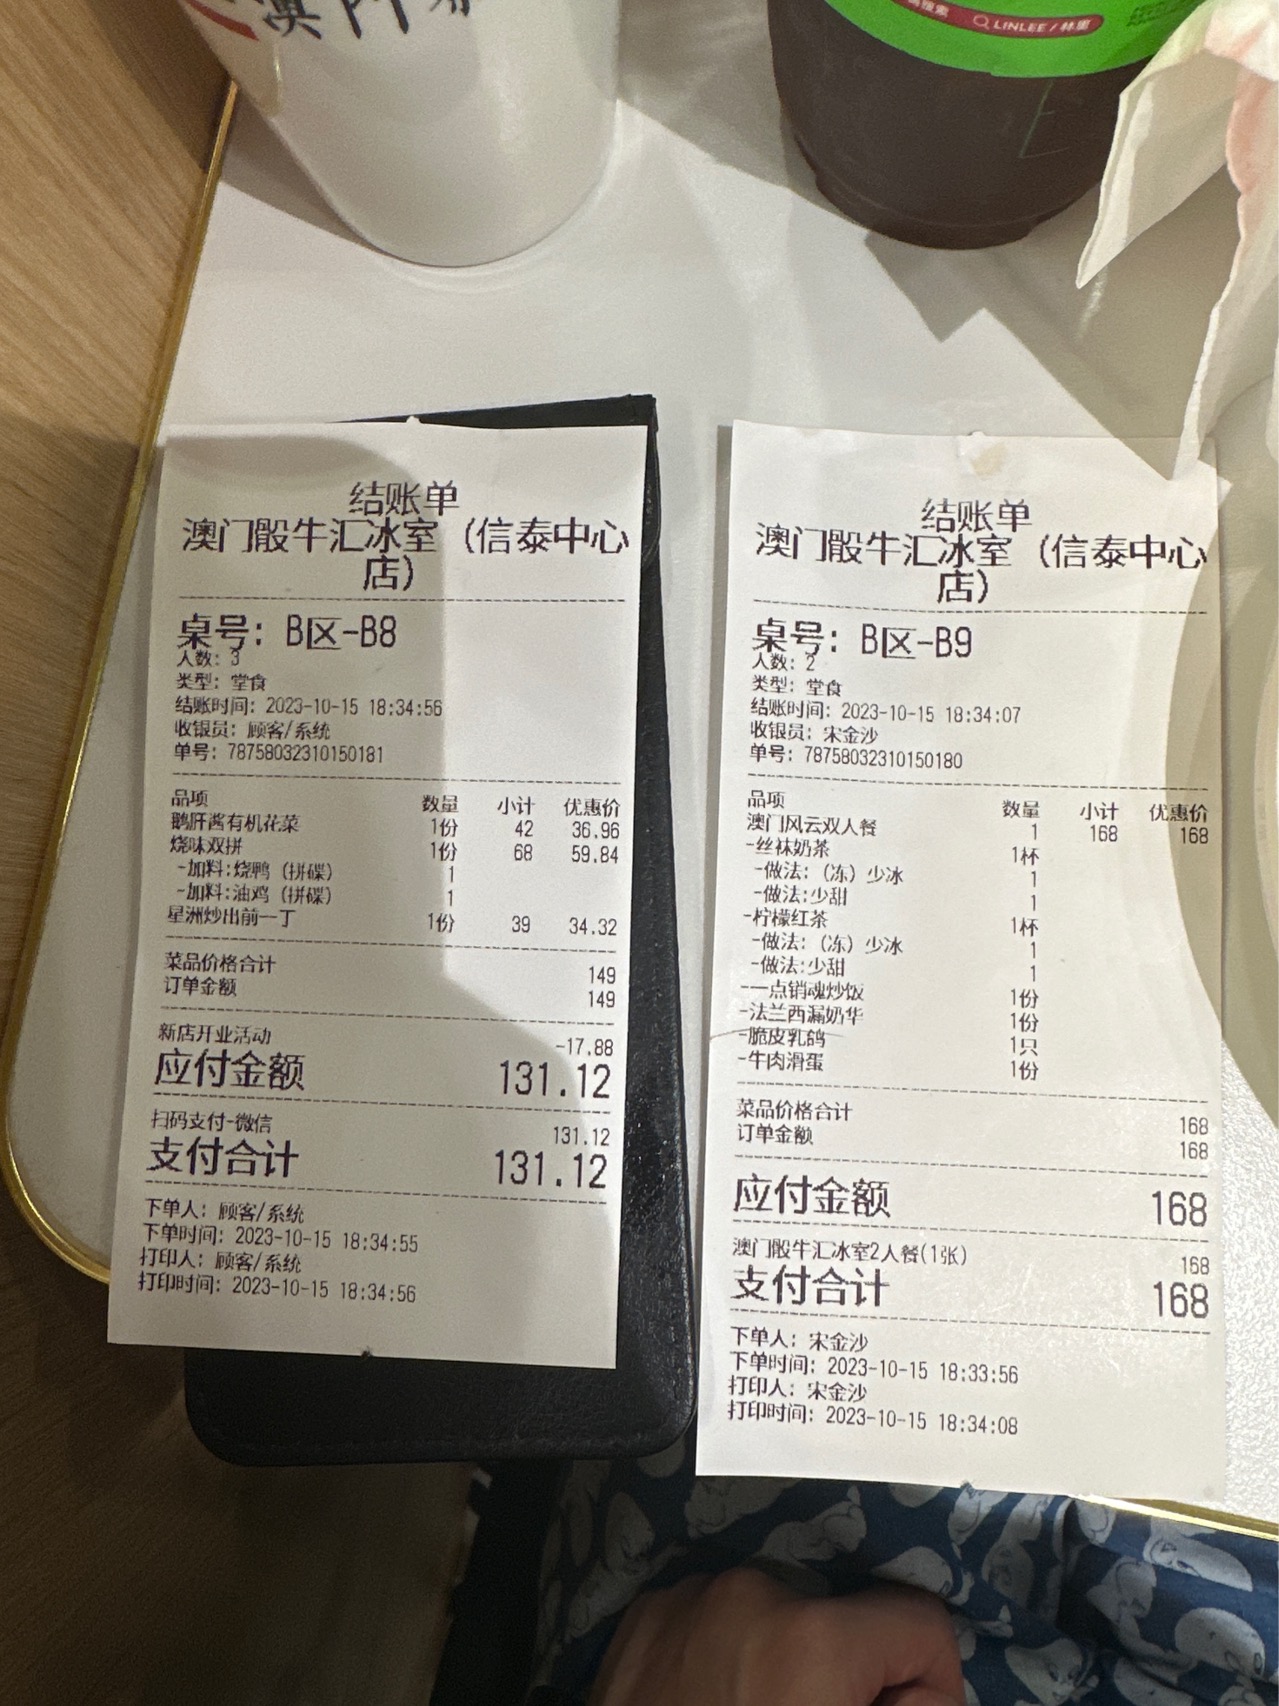 澳门
搜索
LINLEE / 林里
结账单
澳门骰牛汇冰室（信泰中心
店）
桌号: B区-B8
人数: 3
类型: 堂食
结账时间: 2023-10-15 18:34:56
收银员: 顾客/系统
单号: 78758032310150181
品项 数量 小计 优惠价
鹅肝酱有机花菜 1份 42 36.96
烧味双拼 1份 68 59.84
-加料:烧鸭（拼碟） 1
-加料:油鸡（拼碟） 1
星洲炒出前一丁 1份 39 34.32
菜品价格合计 149
订单金额 149
新店开业活动 -17.88
应付金额 131.12
扫码支付-微信 131.12
支付合计 131.12
下单人: 顾客/系统
下单时间: 2023-10-15 18:34:55
打印人: 顾客/系统
打印时间: 2023-10-15 18:34:56
结账单
澳门骰牛汇冰室（信泰中心
店）
桌号: B区-B9
人数: 2
类型: 堂食
结账时间: 2023-10-15 18:34:07
收银员: 宋金沙
单号: 78758032310150180
品项 数量 小计 优惠价
澳门风云双人餐 1 168 168
-丝袜奶茶 1杯
-做法:（冻）少冰 1
-做法:少甜 1
-柠檬红茶 1杯
-做法:（冻）少冰 1
-做法:少甜 1
-一点销魂炒饭 1份
-法兰西漏奶华 1份
-脆皮乳鸽 1只
-牛肉滑蛋 1份
菜品价格合计 168
订单金额 168
应付金额 168
澳门骰牛汇冰室2人餐(1张) 168
支付合计 168
下单人: 宋金沙
下单时间: 2023-10-15 18:33:56
打印人: 宋金沙
打印时间: 2023-10-15 18:34:08